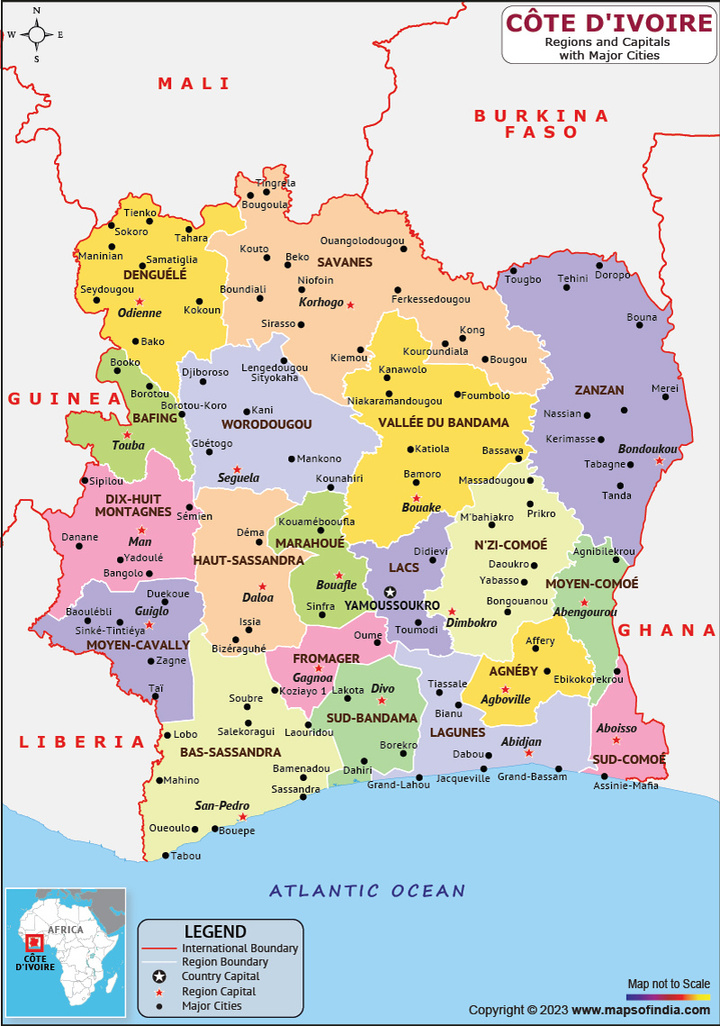 CÔTE D'IVOIRE
Regions and Capitals
with Major Cities
N
W
E
S
MALI
BURKINA
FASO
Tingrela
Bougoula
Tienko
Sokoro
Tahara
Maninian
Samatiglia
DENGUÉLÉ
Seydougou
Odienne
Kokoun
Bako
Ouangolodougou
Kouto
Beko
SAVANES
Niofoin
Boundiali
Korhogo
Ferkessedougou
Sirasso
Kong
Kouroundiala
Kiemou
Bougou
Tougbo
Tehini
Doropo
Bouna
ZANZAN
Merei
Nassian
Kerimasse
Bondoukou
Tabagne
Tanda
Booko
Borotou
GUINEA
BAFING
Borotou-Koro
Touba
Djiboroso
Lengedougou
Sityokaha
Kani
WORODOUGOU
Gbétogo
Mankono
Seguela
Kounahiri
Kanawolo
Niakaramandougou
Foumbolo
VALLÉE DU BANDAMA
Katiola
Bassawa
Bamoro
Bouake
Massadougou
Prikro
M'bahiakro
N'ZI-COMOÉ
Daoukro
Yabasso
Bongouanou
Dimbokro
Sipilou
DIX-HUIT
MONTAGNES
Sémien
Man
Danane
Yadoulé
Bangolo
Déma
HAUT-SASSANDRA
Daloa
Issia
Bizéraguhé
Kouamébooufla
MARAHOUÉ
Bouafle
Sinfra
Didievi
LACS
YAMOUSSOUKRO
Toumodi
Agnibilekrou
MOYEN-COMOÉ
Abengourou
GHANA
Duekoue
Baoulébli
Guiglo
Sinké-Tintiéya
MOYEN-CAVALLY
Zagne
Taï
Oume
FROMAGER
Gagnoa
Koziayo 1
Affery
AGNÉBY
Ebikokorekrou
Agboville
Lakota
Divo
SUD-BANDAMA
Borekro
Dahiri
Tiassale
Bianu
LAGUNES
Abidjan
Dabou
Grand-Lahou
Jacqueville
Grand-Bassam
Aboisso
SUD-COMOÉ
Assinie-Mafia
LIBERIA
Lobo
Soubre
Salekoragui
Laouridou
BAS-SASSANDRA
Mahino
Bamenadou
Sassandra
San-Pedro
Oueoulo
Bouepe
Tabou
ATLANTIC OCEAN
AFRICA
CÔTE
D'IVOIRE
LEGEND
International Boundary
Region Boundary
Country Capital
Region Capital
Major Cities
Map not to Scale
Copyright © 2023 www.mapsofindia.com